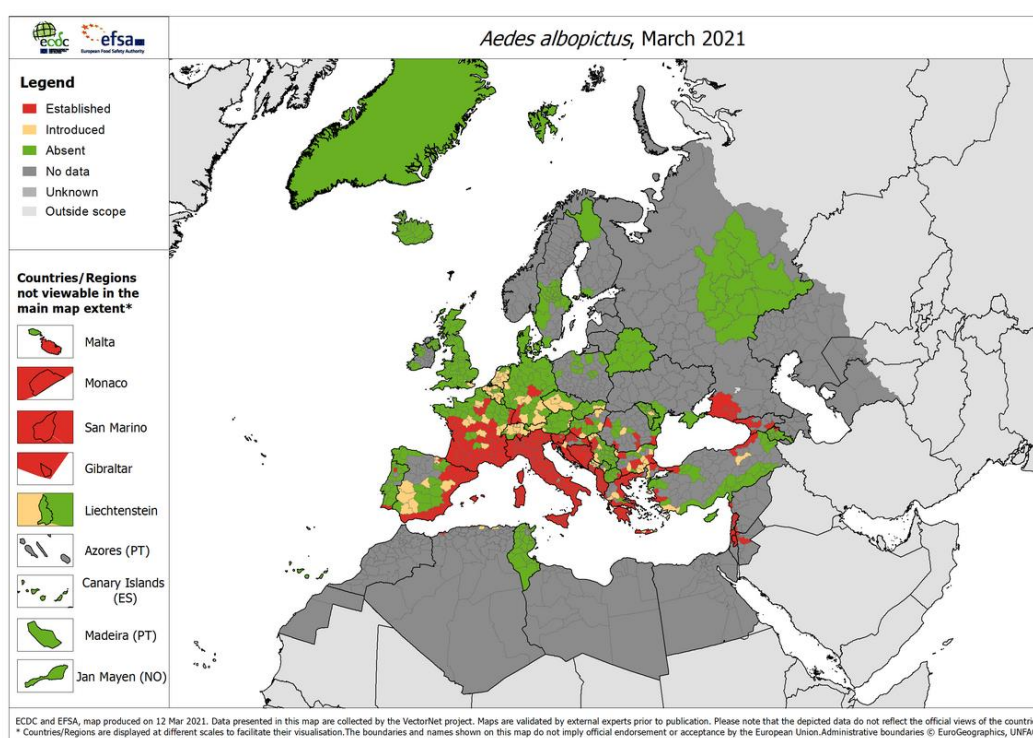 ecdc
efsa
European Food Safety Authority
Aedes albopictus, March 2021
Legend
Established
Introduced
Absent
No data
Unknown
Outside scope
Countries/Regions
not viewable in the
main map extent*
Malta
Monaco
San Marino
Gibraltar
Liechtenstein
Azores (PT)
Canary Islands
(ES)
Madeira (PT)
Jan Mayen (NO)
ECDC and EFSA, map produced on 12 Mar 2021. Data presented in this map are collected by the VectorNet project. Maps are validated by external experts prior to publication. Please note that the depicted data do not reflect the official views of the countri
* Countries/Regions are displayed at different scales to facilitate their visualisation.The boundaries and names shown on this map do not imply official endorsement or acceptance by the European Union.Administrative boundaries © EuroGeographics,